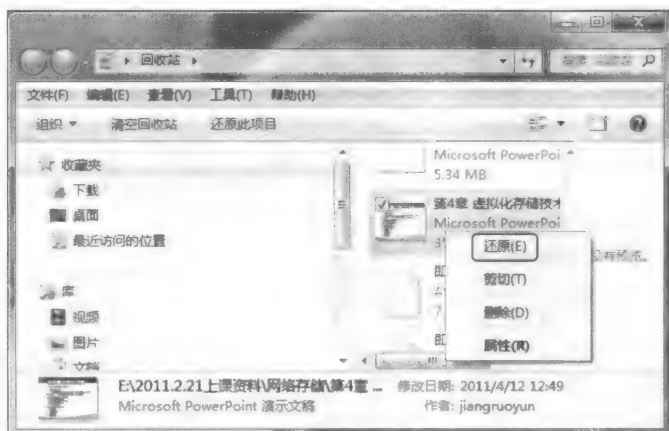 回收站
文件(F) 编辑(E) 查看(V) 工具(T) 帮助(H)
组织 清空回收站 还原此项目
收藏夹
下载
桌面
最近访问的位置
库
视频
图片
文档
Microsoft PowerPoi
5.34 MB
第4章 虚拟化存储技术
Microsoft PowerPoi
还原(E)
剪切(T)
删除(D)
属性(R)
没有预览。
E:\2011.2.21上课资料\网络存储\第4章 ... 修改日期: 2011/4/12 12:49
Microsoft PowerPoint 演示文稿 作者: jiangruoyun